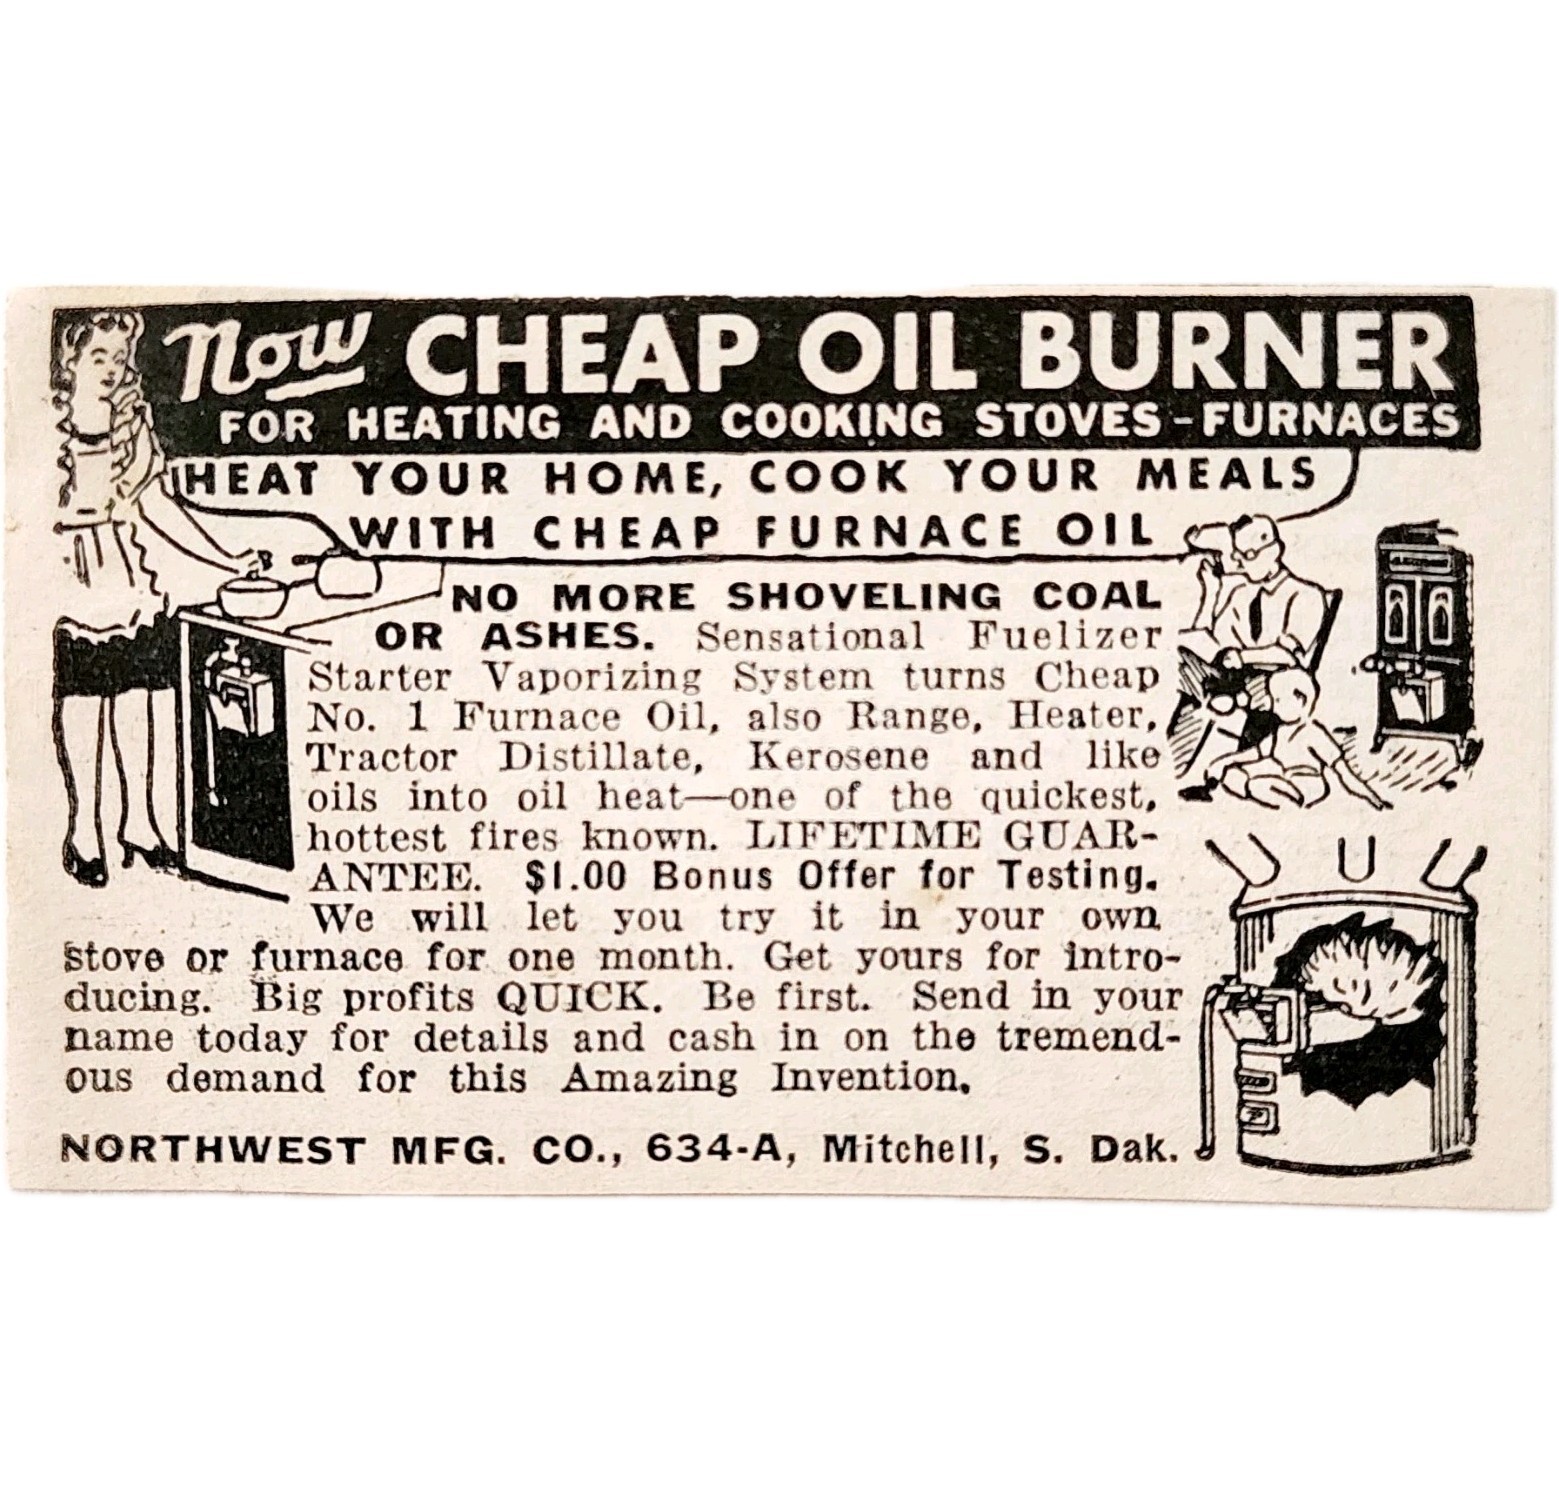 Now CHEAP OIL BURNER
FOR HEATING AND COOKING STOVES-FURNACES
HEAT YOUR HOME, COOK YOUR MEALS
WITH CHEAP FURNACE OIL
NO MORE SHOVELING COAL
OR ASHES. Sensational Fuelizer
Starter Vaporizing System turns Cheap
No. 1 Furnace Oil, also Range, Heater,
Tractor Distillate, Kerosene and like
oils into oil heat—one of the quickest,
hottest fires known. LIFETIME GUAR-
ANTEE. $1.00 Bonus Offer for Testing.
We will let you try it in your own
stove or furnace for one month. Get yours for intro-
ducing. Big profits QUICK. Be first. Send in your
name today for details and cash in on the tremend-
ous demand for this Amazing Invention.
NORTHWEST MFG. CO., 634-A, Mitchell, S. Dak.